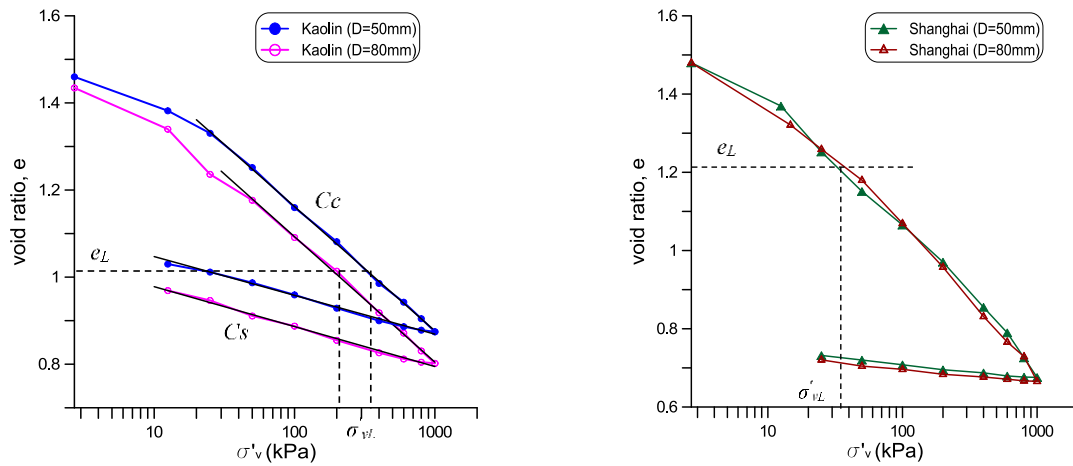 Kaolin (D=50mm)
Kaolin (D=80mm)
void ratio, e
1.6
1.4
1.2
1
0.8
Cc
e_L
Cs
10
100
1000
σ_vL
σ'_v (kPa)
Shanghai (D=50mm)
Shanghai (D=80mm)
void ratio, e
1.6
1.4
1.2
1
0.8
0.6
e_L
σ'_vL
10
100
1000
σ'_v (kPa)